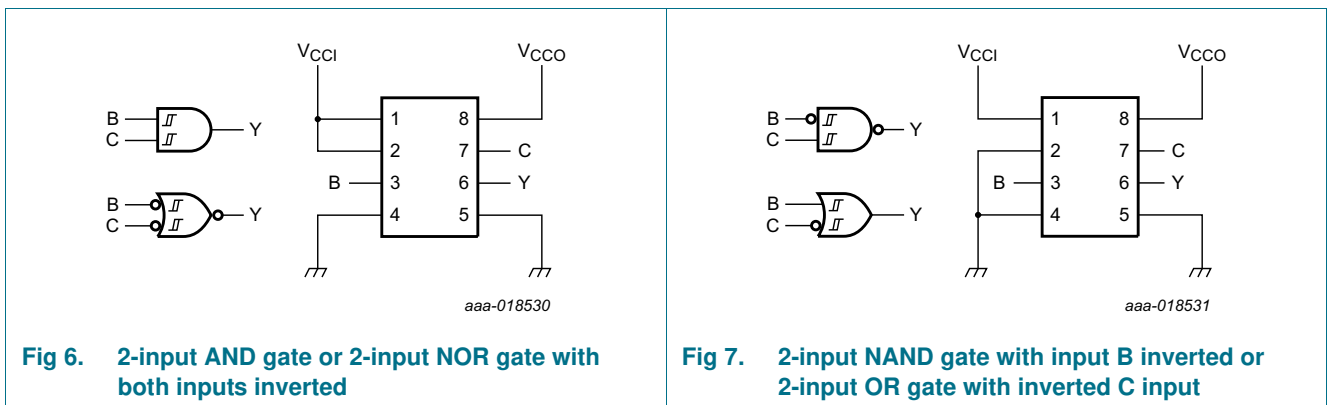 VCCI
VCCO
B
C
Y
1
2
3
4
8
7
6
5
B
C
Y
B
C
Y
aaa-018530
Fig 6. 2-input AND gate or 2-input NOR gate with
both inputs inverted
VCCI
VCCO
B
C
Y
1
2
3
4
8
7
6
5
B
C
Y
B
C
Y
aaa-018531
Fig 7. 2-input NAND gate with input B inverted or
2-input OR gate with inverted C input